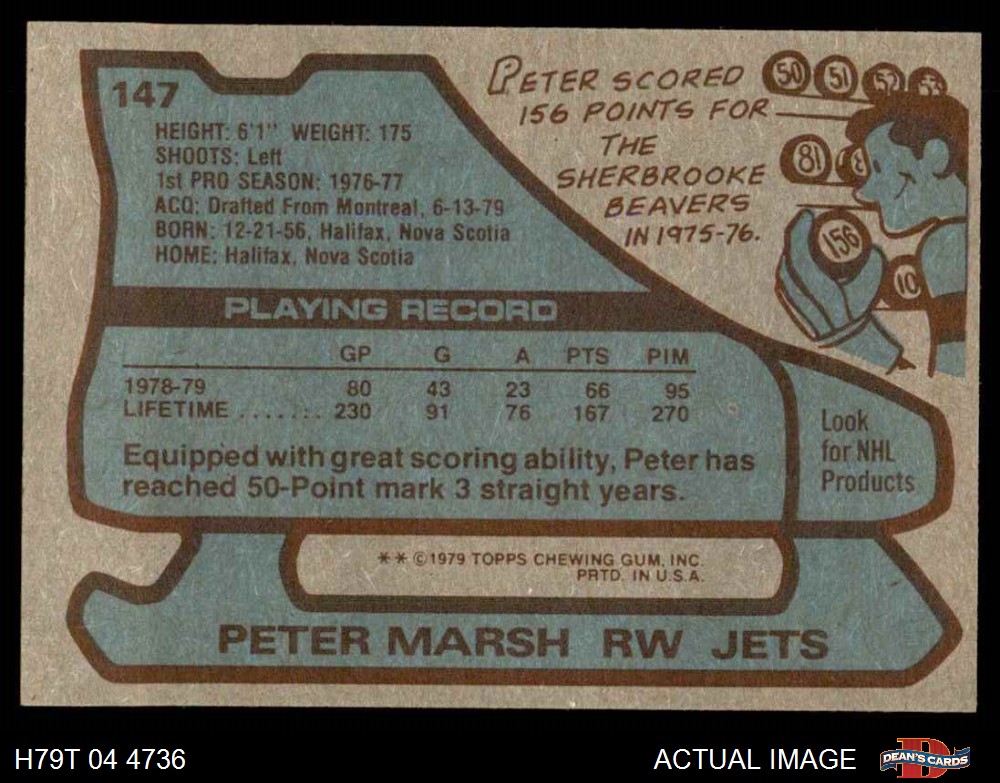 147
HEIGHT: 6'1" WEIGHT: 175
SHOOTS: Left
1st PRO SEASON: 1976-77
ACQ: Drafted From Montreal, 6-13-79
BORN: 12-21-56, Halifax, Nova Scotia
HOME: Halifax, Nova Scotia
PETER SCORED
156 POINTS FOR
THE
SHERBROOKE
BEAVERS
IN 1975-76.
50 51 52 53
81
156
10
PLAYING RECORD
GP G A PTS PIM
1978-79 80 43 23 66 95
LIFETIME ....... 230 91 76 167 270
Equipped with great scoring ability, Peter has
reached 50-Point mark 3 straight years.
Look
for NHL
Products
** ©1979 TOPPS CHEWING GUM, INC.
PRTD. IN U.S.A.
PETER MARSH RW JETS
H79T 04 4736
ACTUAL IMAGE
DEAN'S CARDS